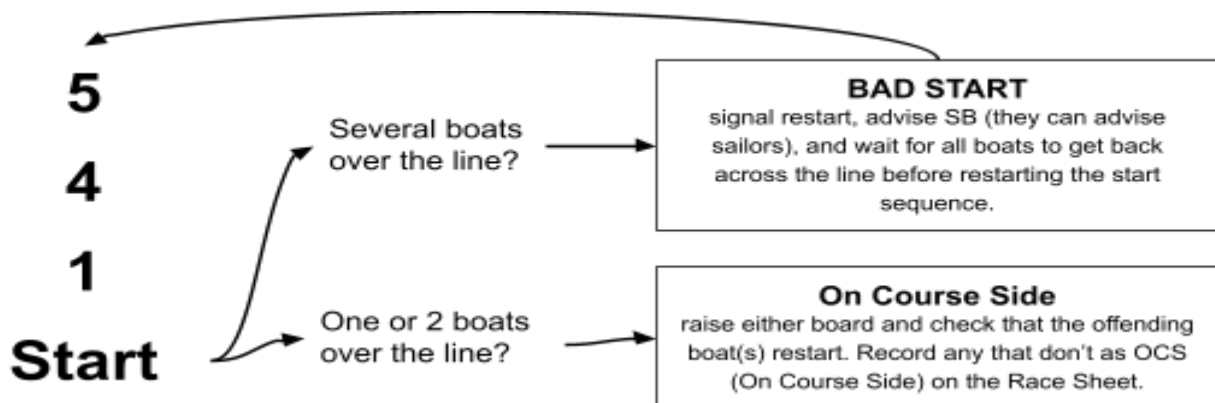 5
4
1
Start
Several boats
over the line?
BAD START
signal restart, advise SB (they can advise
sailors), and wait for all boats to get back
across the line before restarting the start
sequence.
One or 2 boats
over the line?
On Course Side
raise either board and check that the offending
boat(s) restart. Record any that don't as OCS
(On Course Side) on the Race Sheet.